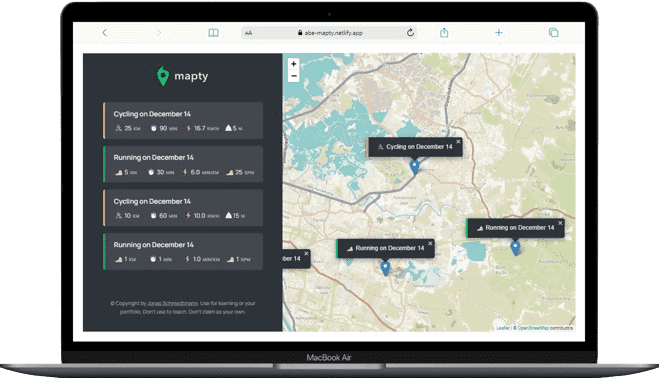 AA
abe-mapty.netlify.app
mapty
Cycling on December 14
25 KM 90 MIN 16.7 KM/H 5 M
Running on December 14
5 KM 30 MIN 6.0 MIN/KM 25 SPM
Cycling on December 14
10 KM 60 MIN 10.0 KM/H 15 M
Running on December 14
1 KM 1 MIN 1.0 MIN/KM 1 SPM
© Copyright by Jonas Schmedtmann. Use for learning or your
portfolio. Don't use to teach. Don't claim as your own.
+
−
Cycling on December 14 ×
Running on December 14 ×
Running on December 14 ×
ber 14 ×
Leaflet | © OpenStreetMap contributors
MacBook Air